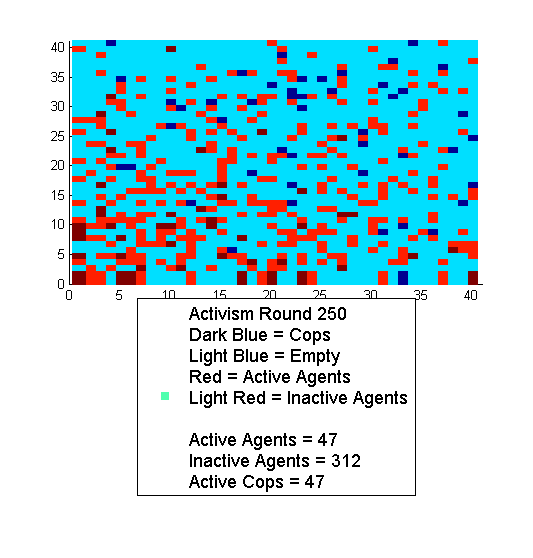 40
35
30
25
20
15
10
5
0
0 5 10 15 20 25 30 35 40
Activism Round 250
Dark Blue = Cops
Light Blue = Empty
Red = Active Agents
Light Red = Inactive Agents
Active Agents = 47
Inactive Agents = 312
Active Cops = 47